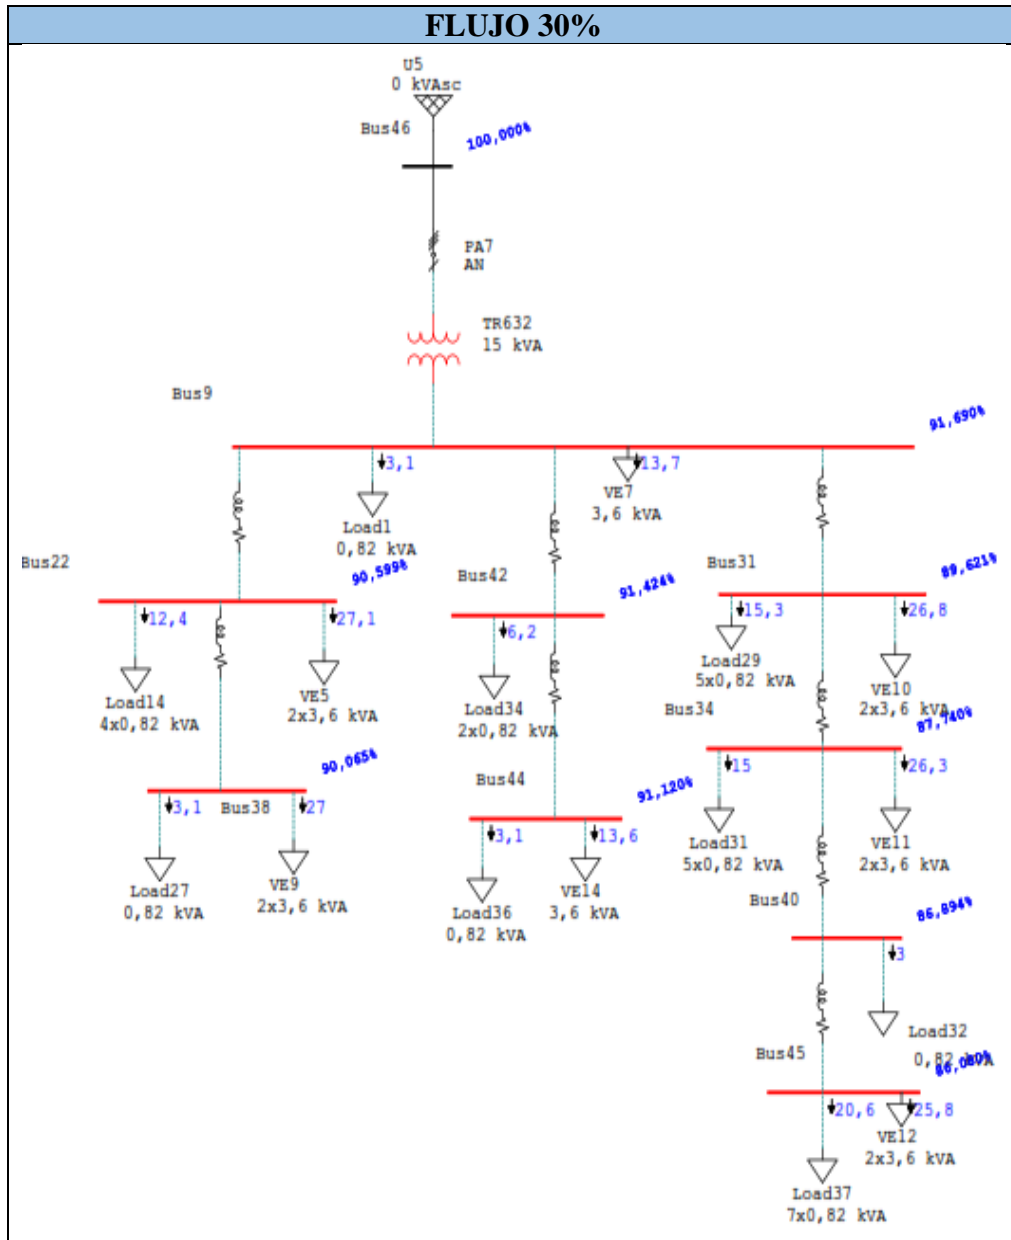 FLUJO 30%
U5
0 kVAsc
Bus46
100,000%
PA7
AN
TR632
15 kVA
Bus9
91,690%
3,1
13,7
Load1
0,82 kVA
VE7
3,6 kVA
Bus22
90,599%
Bus42
91,424%
Bus31
89,621%
12,4
27,1
6,2
15,3
26,8
Load14
4x0,82 kVA
VE5
2x3,6 kVA
Load34
2x0,82 kVA
Load29
5x0,82 kVA
VE10
2x3,6 kVA
Bus34
87,740%
90,065%
Bus38
3,1
27
Bus44
91,120%
15
26,3
Load27
0,82 kVA
VE9
2x3,6 kVA
3,1
13,6
Load36
0,82 kVA
VE14
3,6 kVA
Load31
5x0,82 kVA
VE11
2x3,6 kVA
Bus40
86,894%
3
Load32
0,82 kVA
Bus45
20,6
25,8
VE12
2x3,6 kVA
Load37
7x0,82 kVA